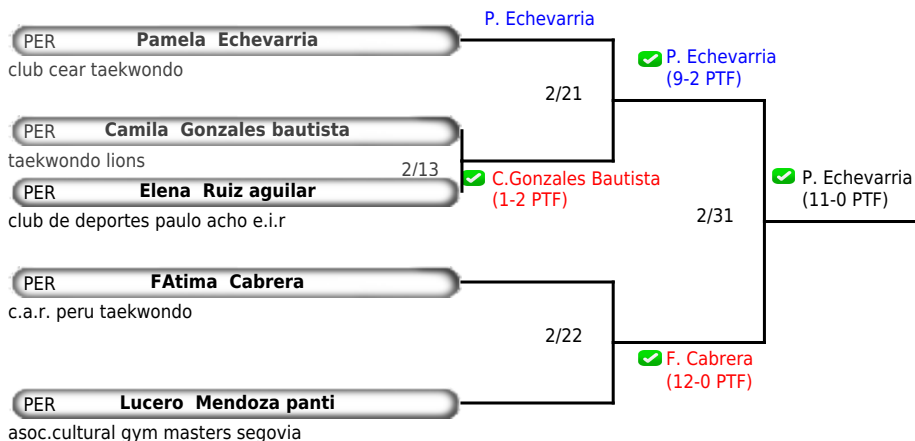 P. Echevarria
PER Pamela Echevarria
club cear taekwondo
P. Echevarria
(9-2 PTF)
2/21
PER Camila Gonzales bautista
taekwondo lions
2/13
PER Elena Ruiz aguilar
club de deportes paulo acho e.i.r
C.Gonzales Bautista
(1-2 PTF)
P. Echevarria
(11-0 PTF)
2/31
PER FAtima Cabrera
c.a.r. peru taekwondo
2/22
F. Cabrera
(12-0 PTF)
PER Lucero Mendoza panti
asoc.cultural gym masters segovia